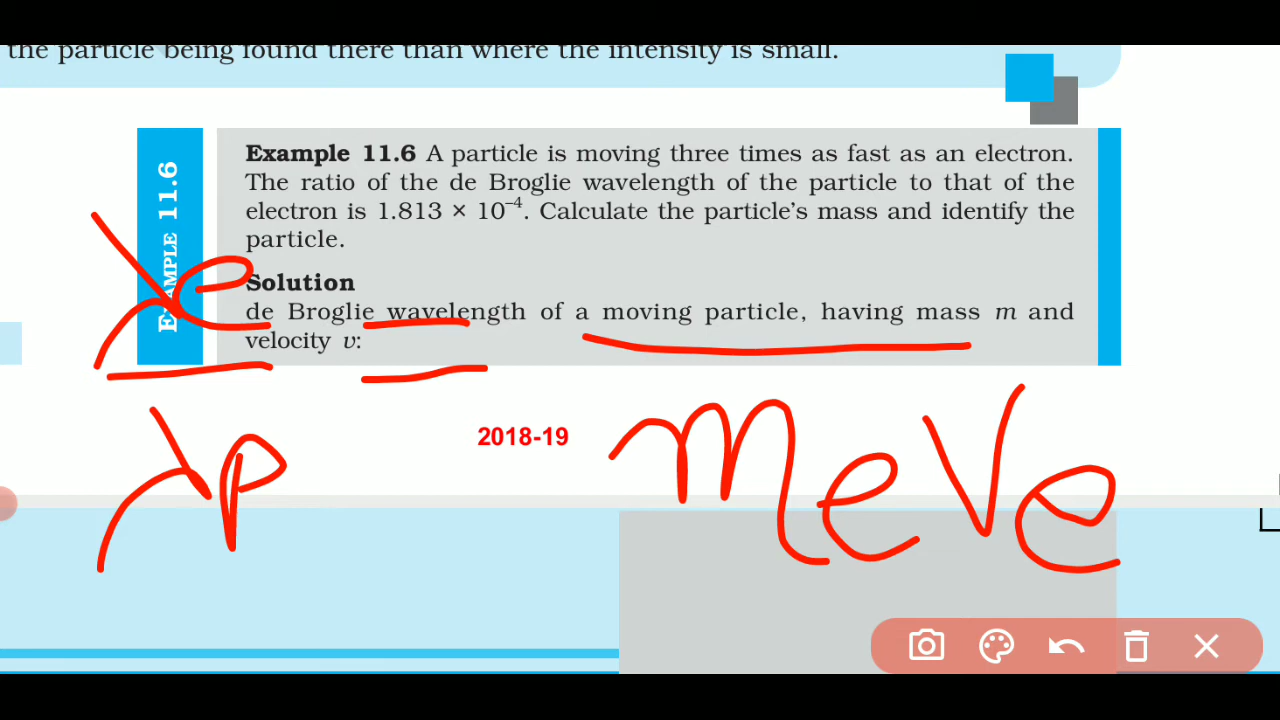 the particle being found there than where the intensity is small.
EXAMPLE 11.6
Example 11.6 A particle is moving three times as fast as an electron.
The ratio of the de Broglie wavelength of the particle to that of the
electron is 1.813 × 10⁻⁴. Calculate the particle's mass and identify the
particle.
Solution
de Broglie wavelength of a moving particle, having mass m and
velocity v:
λe
λp
2018-19
meVe